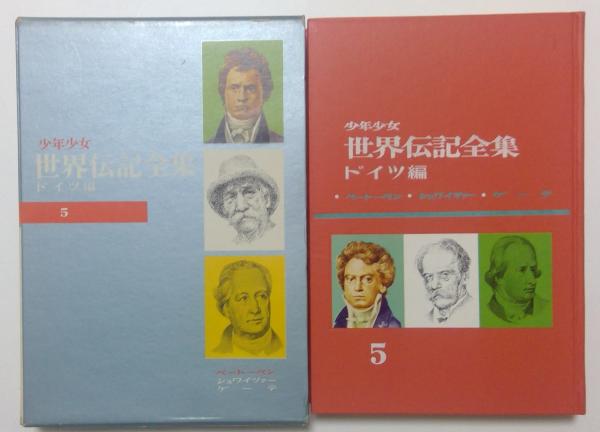 少年少女
世界伝記全集
ドイツ編
5
ベートーベン
シュワイツァー
ゲーテ
少年少女
世界伝記全集
ドイツ編
・ベートーベン・シュワイツァー・ゲーテ
5